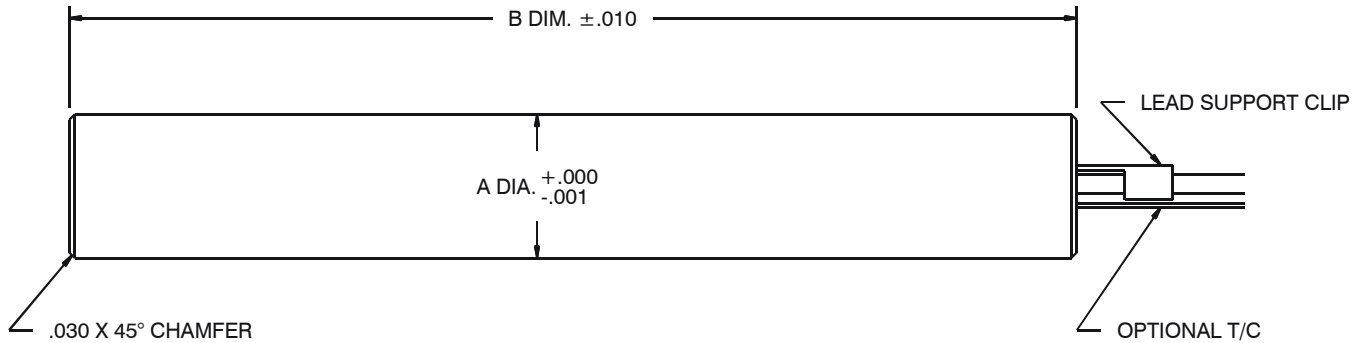 B DIM. ±.010
LEAD SUPPORT CLIP
A DIA. +.000
-.001
.030 X 45° CHAMFER
OPTIONAL T/C